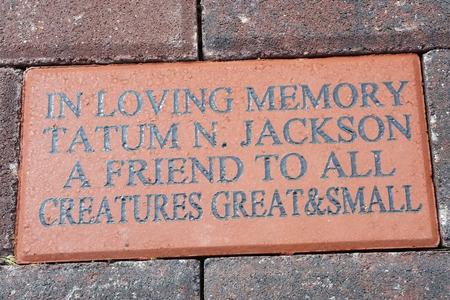 IN LOVING MEMORY
TATUM N. JACKSON
A FRIEND TO ALL
CREATURES GREAT&SMALL